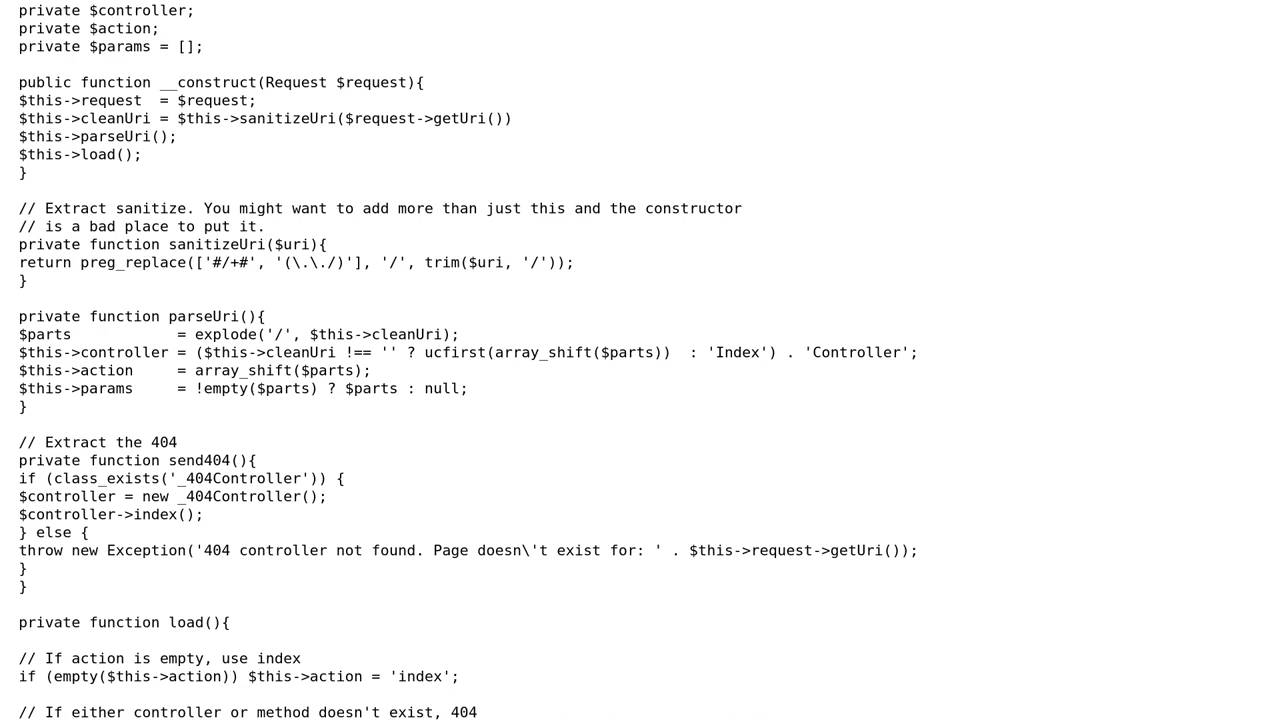 private $controller;
private $action;
private $params = [];

public function __construct(Request $request){
$this->request  = $request;
$this->cleanUri = $this->sanitizeUri($request->getUri())
$this->parseUri();
$this->load();
}

// Extract sanitize. You might want to add more than just this and the constructor
// is a bad place to put it.
private function sanitizeUri($uri){
return preg_replace(['#/+#', '(\.\./)'], '/', trim($uri, '/'));
}

private function parseUri(){
$parts            = explode('/', $this->cleanUri);
$this->controller = ($this->cleanUri !== '' ? ucfirst(array_shift($parts))  : 'Index') . 'Controller';
$this->action     = array_shift($parts);
$this->params     = !empty($parts) ? $parts : null;
}

// Extract the 404
private function send404(){
if (class_exists('_404Controller')) {
$controller = new _404Controller();
$controller->index();
} else {
throw new Exception('404 controller not found. Page doesn\'t exist for: ' . $this->request->getUri());
}
}

private function load(){

// If action is empty, use index
if (empty($this->action)) $this->action = 'index';

// If either controller or method doesn't exist, 404